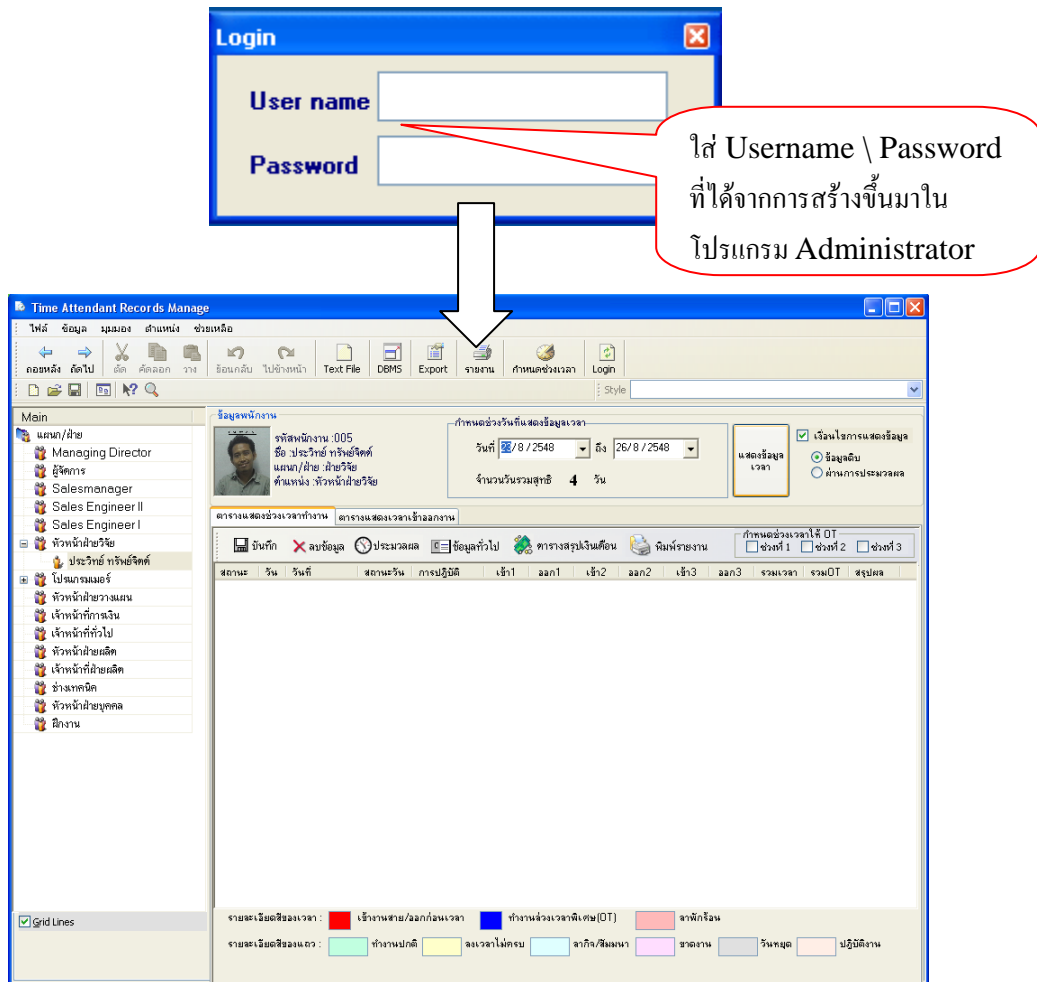 Login
User name
Password
ใส่ Username \ Password
ที่ได้จากการสร้างขึ้นมาใน
โปรแกรม Administrator
Time Attendant Records Manage
ไฟล์ ข้อมูล มุมมอง ตำแหน่ง ช่วยเหลือ
ถอยหลัง ถัดไป ตัด คัดลอก วาง ย้อนกลับ ไปข้างหน้า Text File DBMS Export รายงาน กำหนดช่วงเวลา Login
Style
Main
แผนก/ฝ่าย
Managing Director
ผู้จัดการ
Salesmanager
Sales Engineer II
Sales Engineer I
หัวหน้าฝ่ายวิจัย
ประวิทย์ ทรัพย์จิตต์
โปรแกรมเมอร์
หัวหน้าฝ่ายวางแผน
เจ้าหน้าที่การเงิน
เจ้าหน้าที่ทั่วไป
หัวหน้าฝ่ายผลิต
เจ้าหน้าที่ฝ่ายผลิต
ช่างเทคนิค
หัวหน้าฝ่ายบุคคล
ฝึกงาน
Grid Lines
ข้อมูลพนักงาน
รหัสพนักงาน :005
ชื่อ :ประวิทย์ ทรัพย์จิตต์
แผนก/ฝ่าย :ฝ่ายวิจัย
ตำแหน่ง :หัวหน้าฝ่ายวิจัย
กำหนดช่วงวันที่แสดงข้อมูลเวลา
วันที่ 23/ 8 / 2548 ถึง 26/ 8 / 2548
จำนวนวันรวมสุทธิ 4 วัน
แสดงข้อมูล
เวลา
เงื่อนไขการแสดงข้อมูล
ข้อมูลดิบ
ผ่านการประมวลผล
ตารางแสดงช่วงเวลาทำงาน ตารางแสดงเวลาเข้าออกงาน
บันทึก ลบข้อมูล ประมวลผล ข้อมูลทั่วไป ตารางสรุปเงินเดือน พิมพ์รายงาน
กำหนดช่วงเวลาให้ OT
ช่วงที่ 1 ช่วงที่ 2 ช่วงที่ 3
สถานะ วัน วันที่ สถานะวัน การปฏิบัติ เข้า1 ออก1 เข้า2 ออก2 เข้า3 ออก3 รวมเวลา รวมOT สรุปผล
รายละเอียดสีของเวลา : เข้างานสาย/ออกก่อนเวลา ทำงานล่วงเวลาพิเศษ(OT) ลาพักร้อน
รายละเอียดสีของแถว : ทำงานปกติ ลงเวลาไม่ครบ ลากิจ/สัมมนา ขาดงาน วันหยุด ปฏิบัติงาน